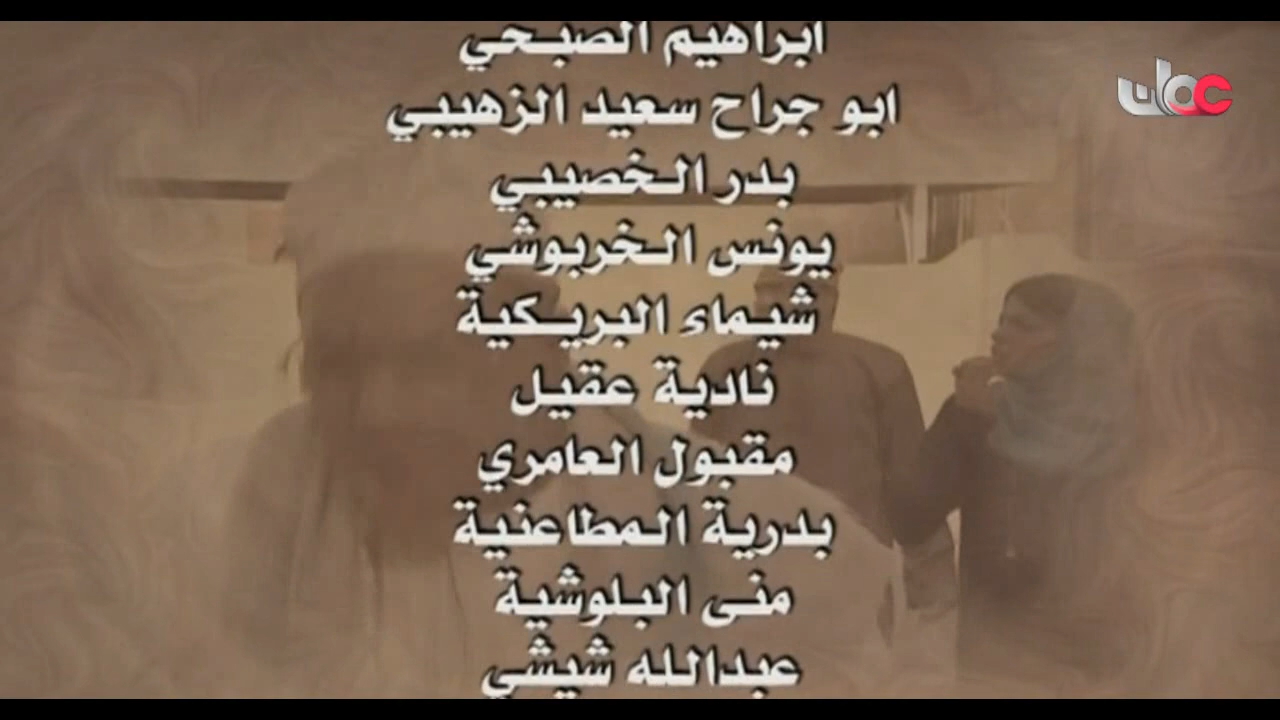 ابراهيم الصبحي
ابو جراح سعيد الزهيبي
بدر الخصيبي
يونس الخربوشي
شيماء البريكية
نادية عقيل
مقبول العامري
بدرية المطاعنية
منى البلوشية
عبدالله شيشي
عمان